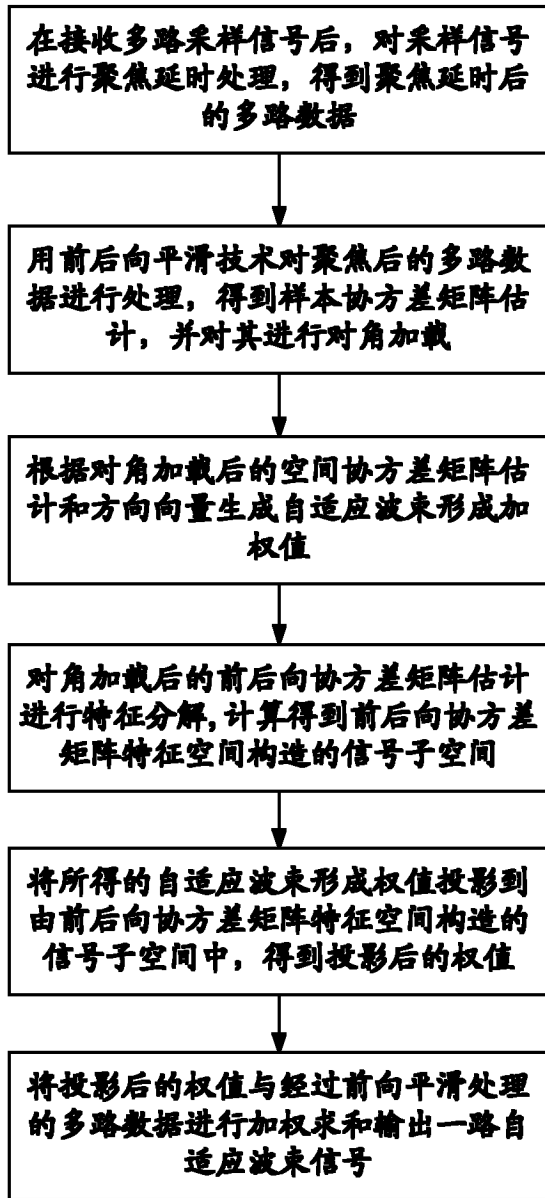 在接收多路采样信号后，对采样信号
进行聚焦延时处理，得到聚焦延时后
的多路数据
用前后向平滑技术对聚焦后的多路数
据进行处理，得到样本协方差矩阵估
计，并对其进行对角加载
根据对角加载后的空间协方差矩阵估
计和方向向量生成自适应波束形成加
权值
对角加载后的前后向协方差矩阵估计
进行特征分解,计算得到前后向协方差
矩阵特征空间构造的信号子空间
将所得的自适应波束形成权值投影到
由前后向协方差矩阵特征空间构造的
信号子空间中，得到投影后的权值
将投影后的权值与经过前向平滑处理
的多路数据进行加权求和输出一路自
适应波束信号